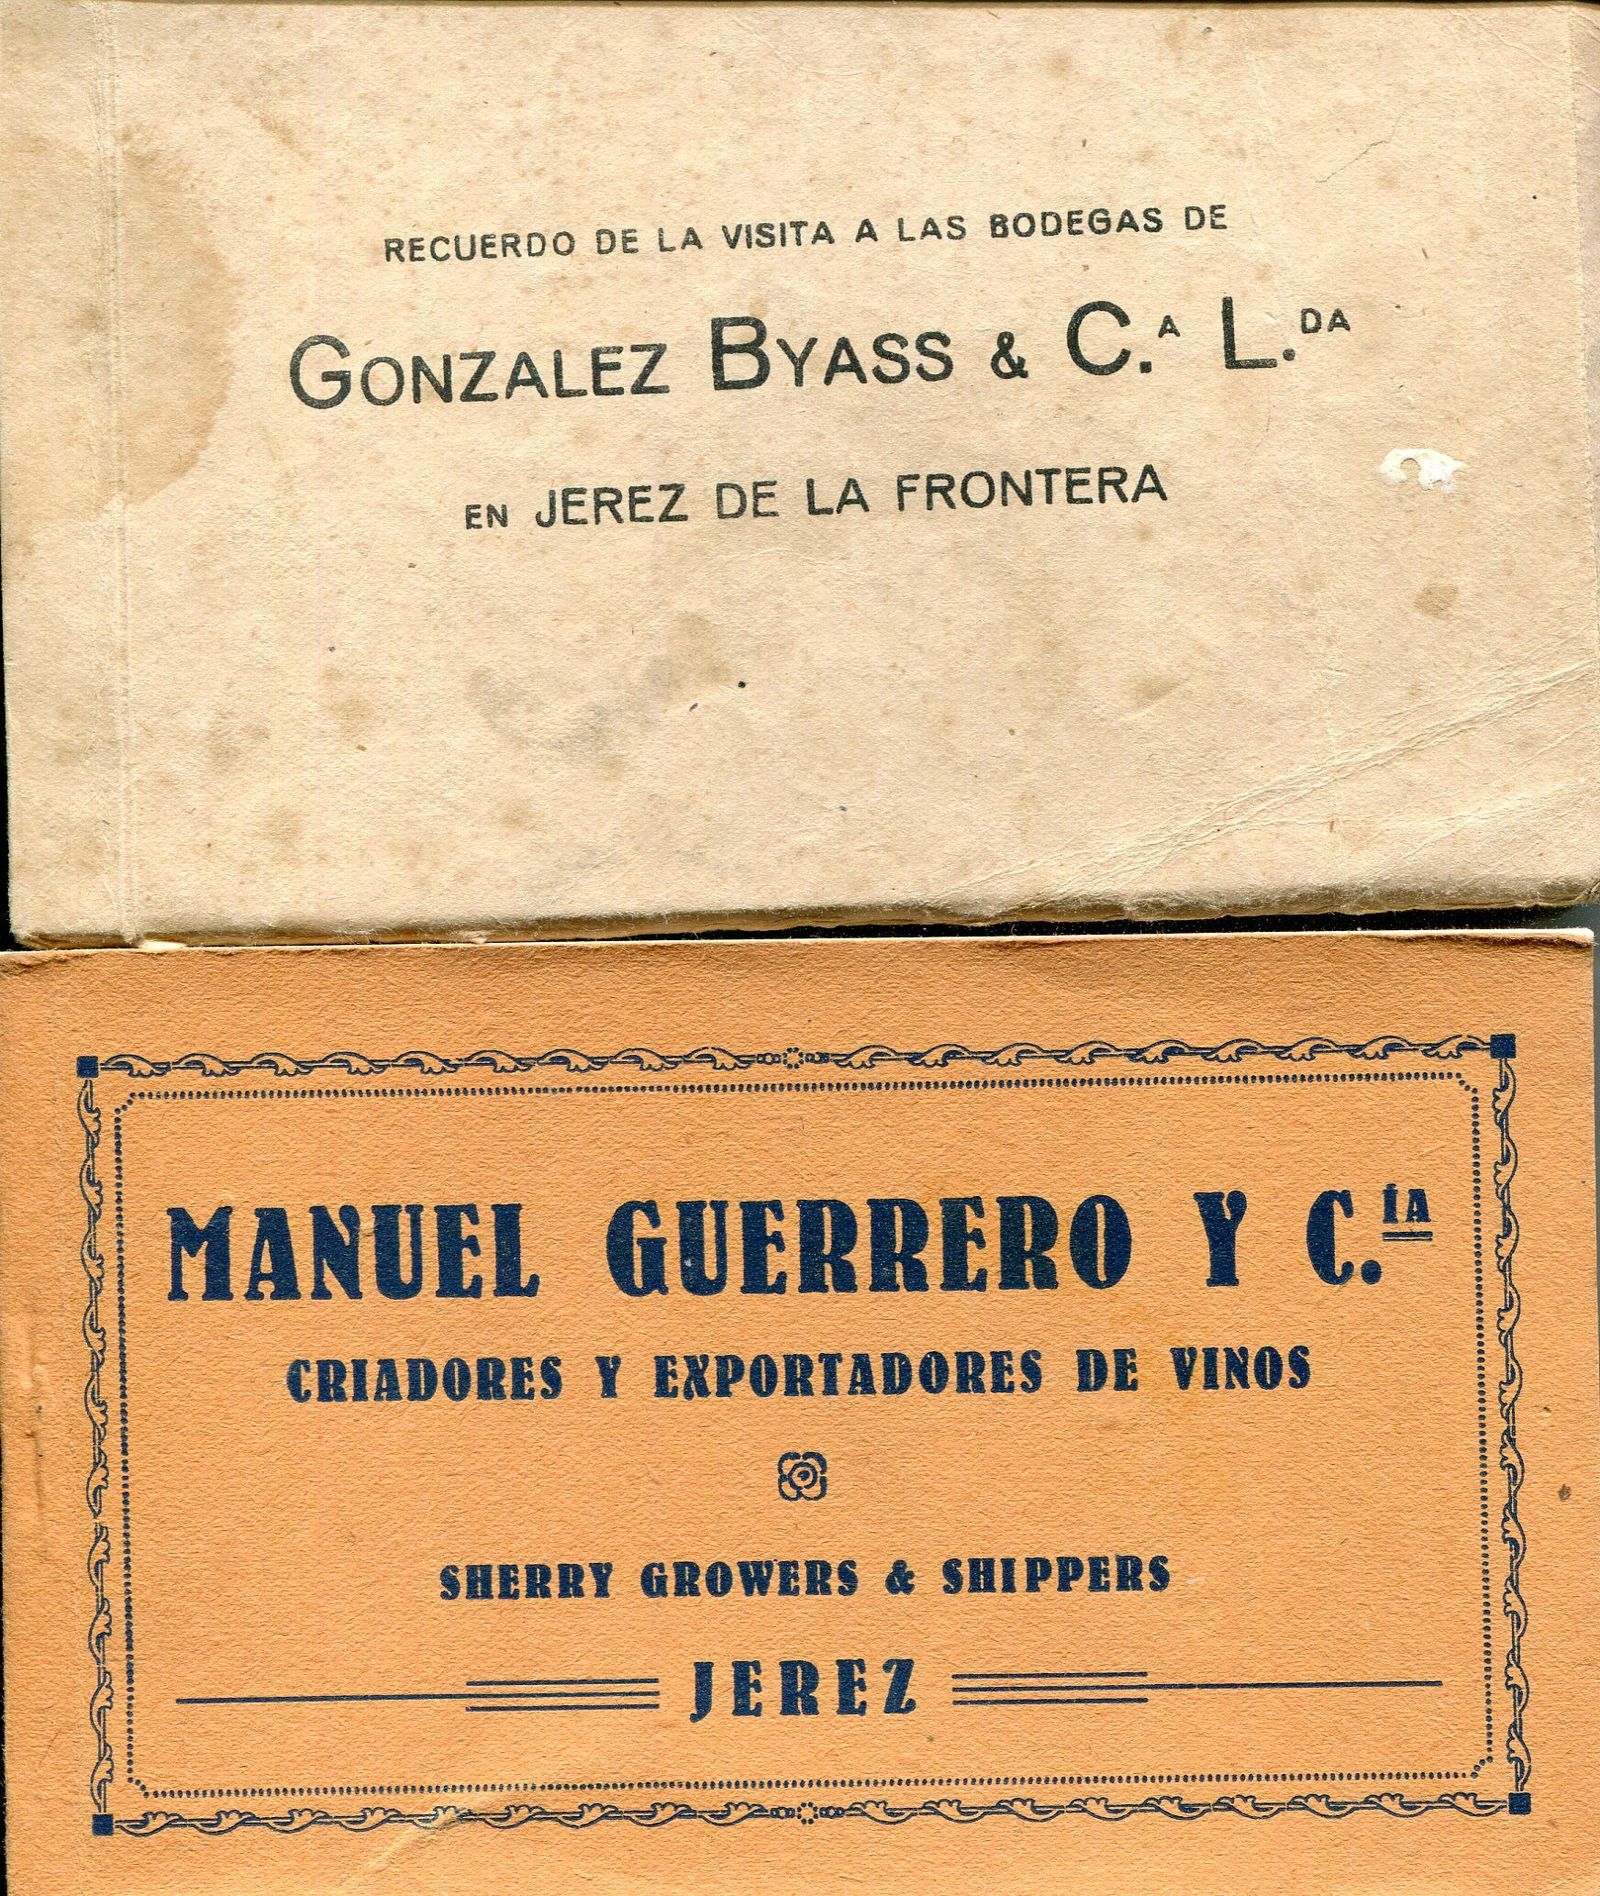 RECUERDO DE LA VISITA A LAS BODEGAS DE
GONZALEZ BYASS & C.A L.DA
EN JEREZ DE LA FRONTERA
MANUEL GUERRERO Y C.ÍA
CRIADORES Y EXPORTADORES DE VINOS
SHERRY GROWERS & SHIPPERS
JEREZ